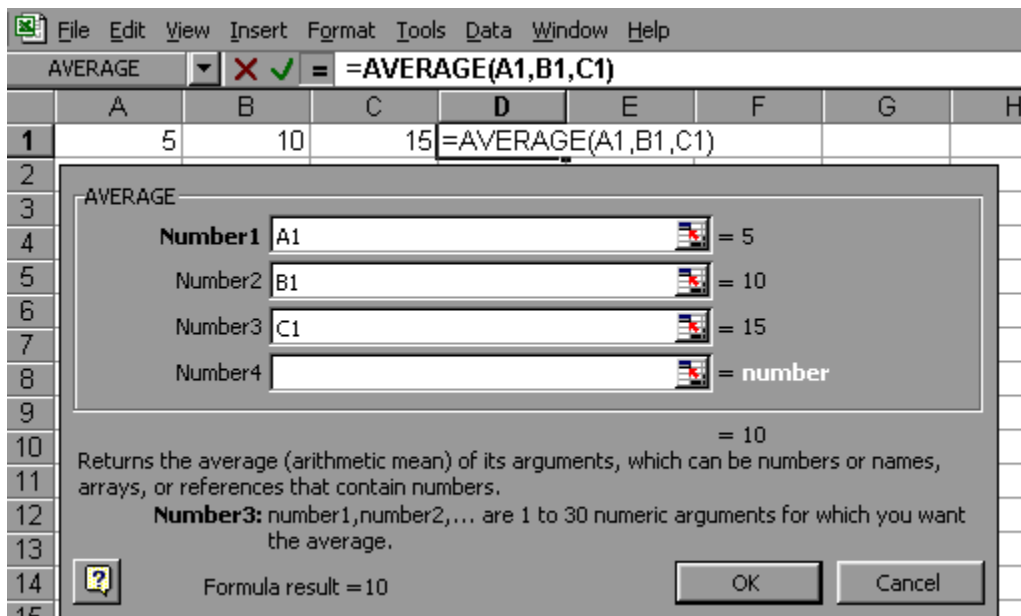 File Edit View Insert Format Tools Data Window Help
AVERAGE = =AVERAGE(A1,B1,C1)
A B C D E F G H
1 5 10 15 =AVERAGE(A1,B1,C1)
2
3
4
5
6
7
8
9
10
11
12
13
14
15
AVERAGE
Number1 A1 = 5
Number2 B1 = 10
Number3 C1 = 15
Number4 = number
= 10
Returns the average (arithmetic mean) of its arguments, which can be numbers or names,
arrays, or references that contain numbers.
Number3: number1,number2,... are 1 to 30 numeric arguments for which you want
the average.
? Formula result =10 OK Cancel